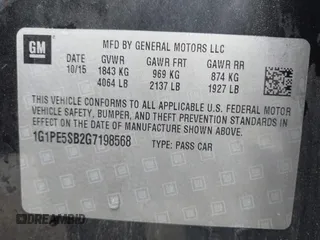 GM
MFD BY GENERAL MOTORS LLC
DATE GVWR GAWR FRT GAWR RR
10/15 1843 KG 969 KG 874 KG
4064 LB 2137 LB 1927 LB
THIS VEHICLE CONFORMS TO ALL APPLICABLE U.S. FEDERAL MOTOR
VEHICLE SAFETY, BUMPER, AND THEFT PREVENTION STANDARDS IN
EFFECT ON THE DATE OF MANUFACTURE SHOWN ABOVE.
1G1PE5SB2G7198568 TYPE: PASS CAR
DREAMBID